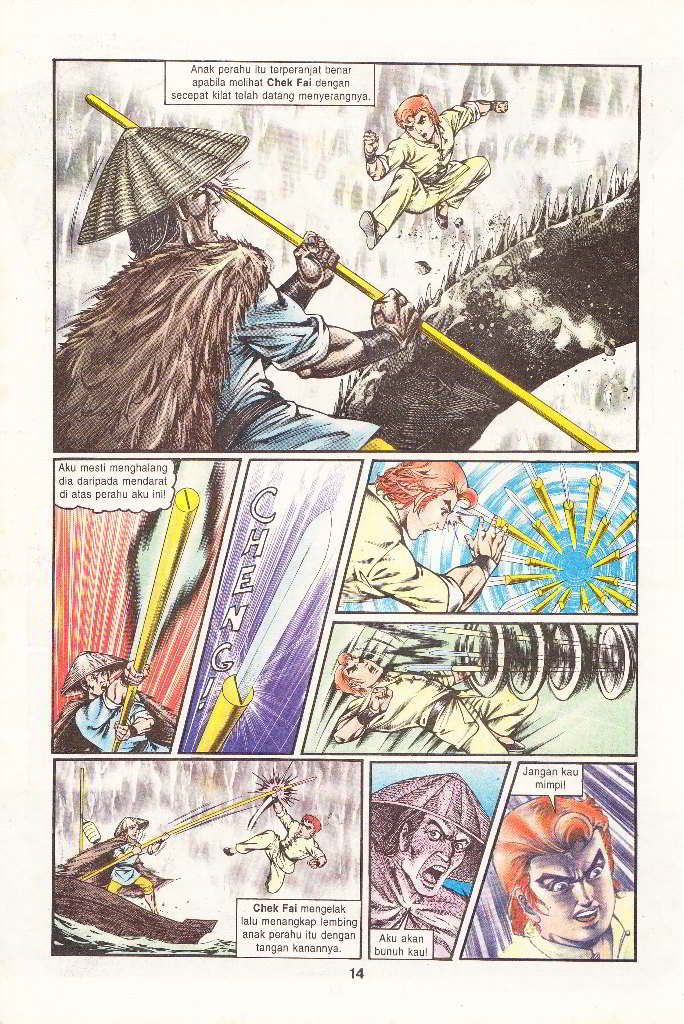 Anak perahu itu terperanjat benar
apabila melihat Chek Fai dengan
secepat kilat telah datang menyerangnya.
Aku mesti menghalang
dia daripada mendarat
di atas perahu aku ini!
CHENG!
Chek Fai mengelak
lalu menangkap lembing
anak perahu itu dengan
tangan kanannya.
Aku akan
bunuh kau!
Jangan kau
mimpi!
14